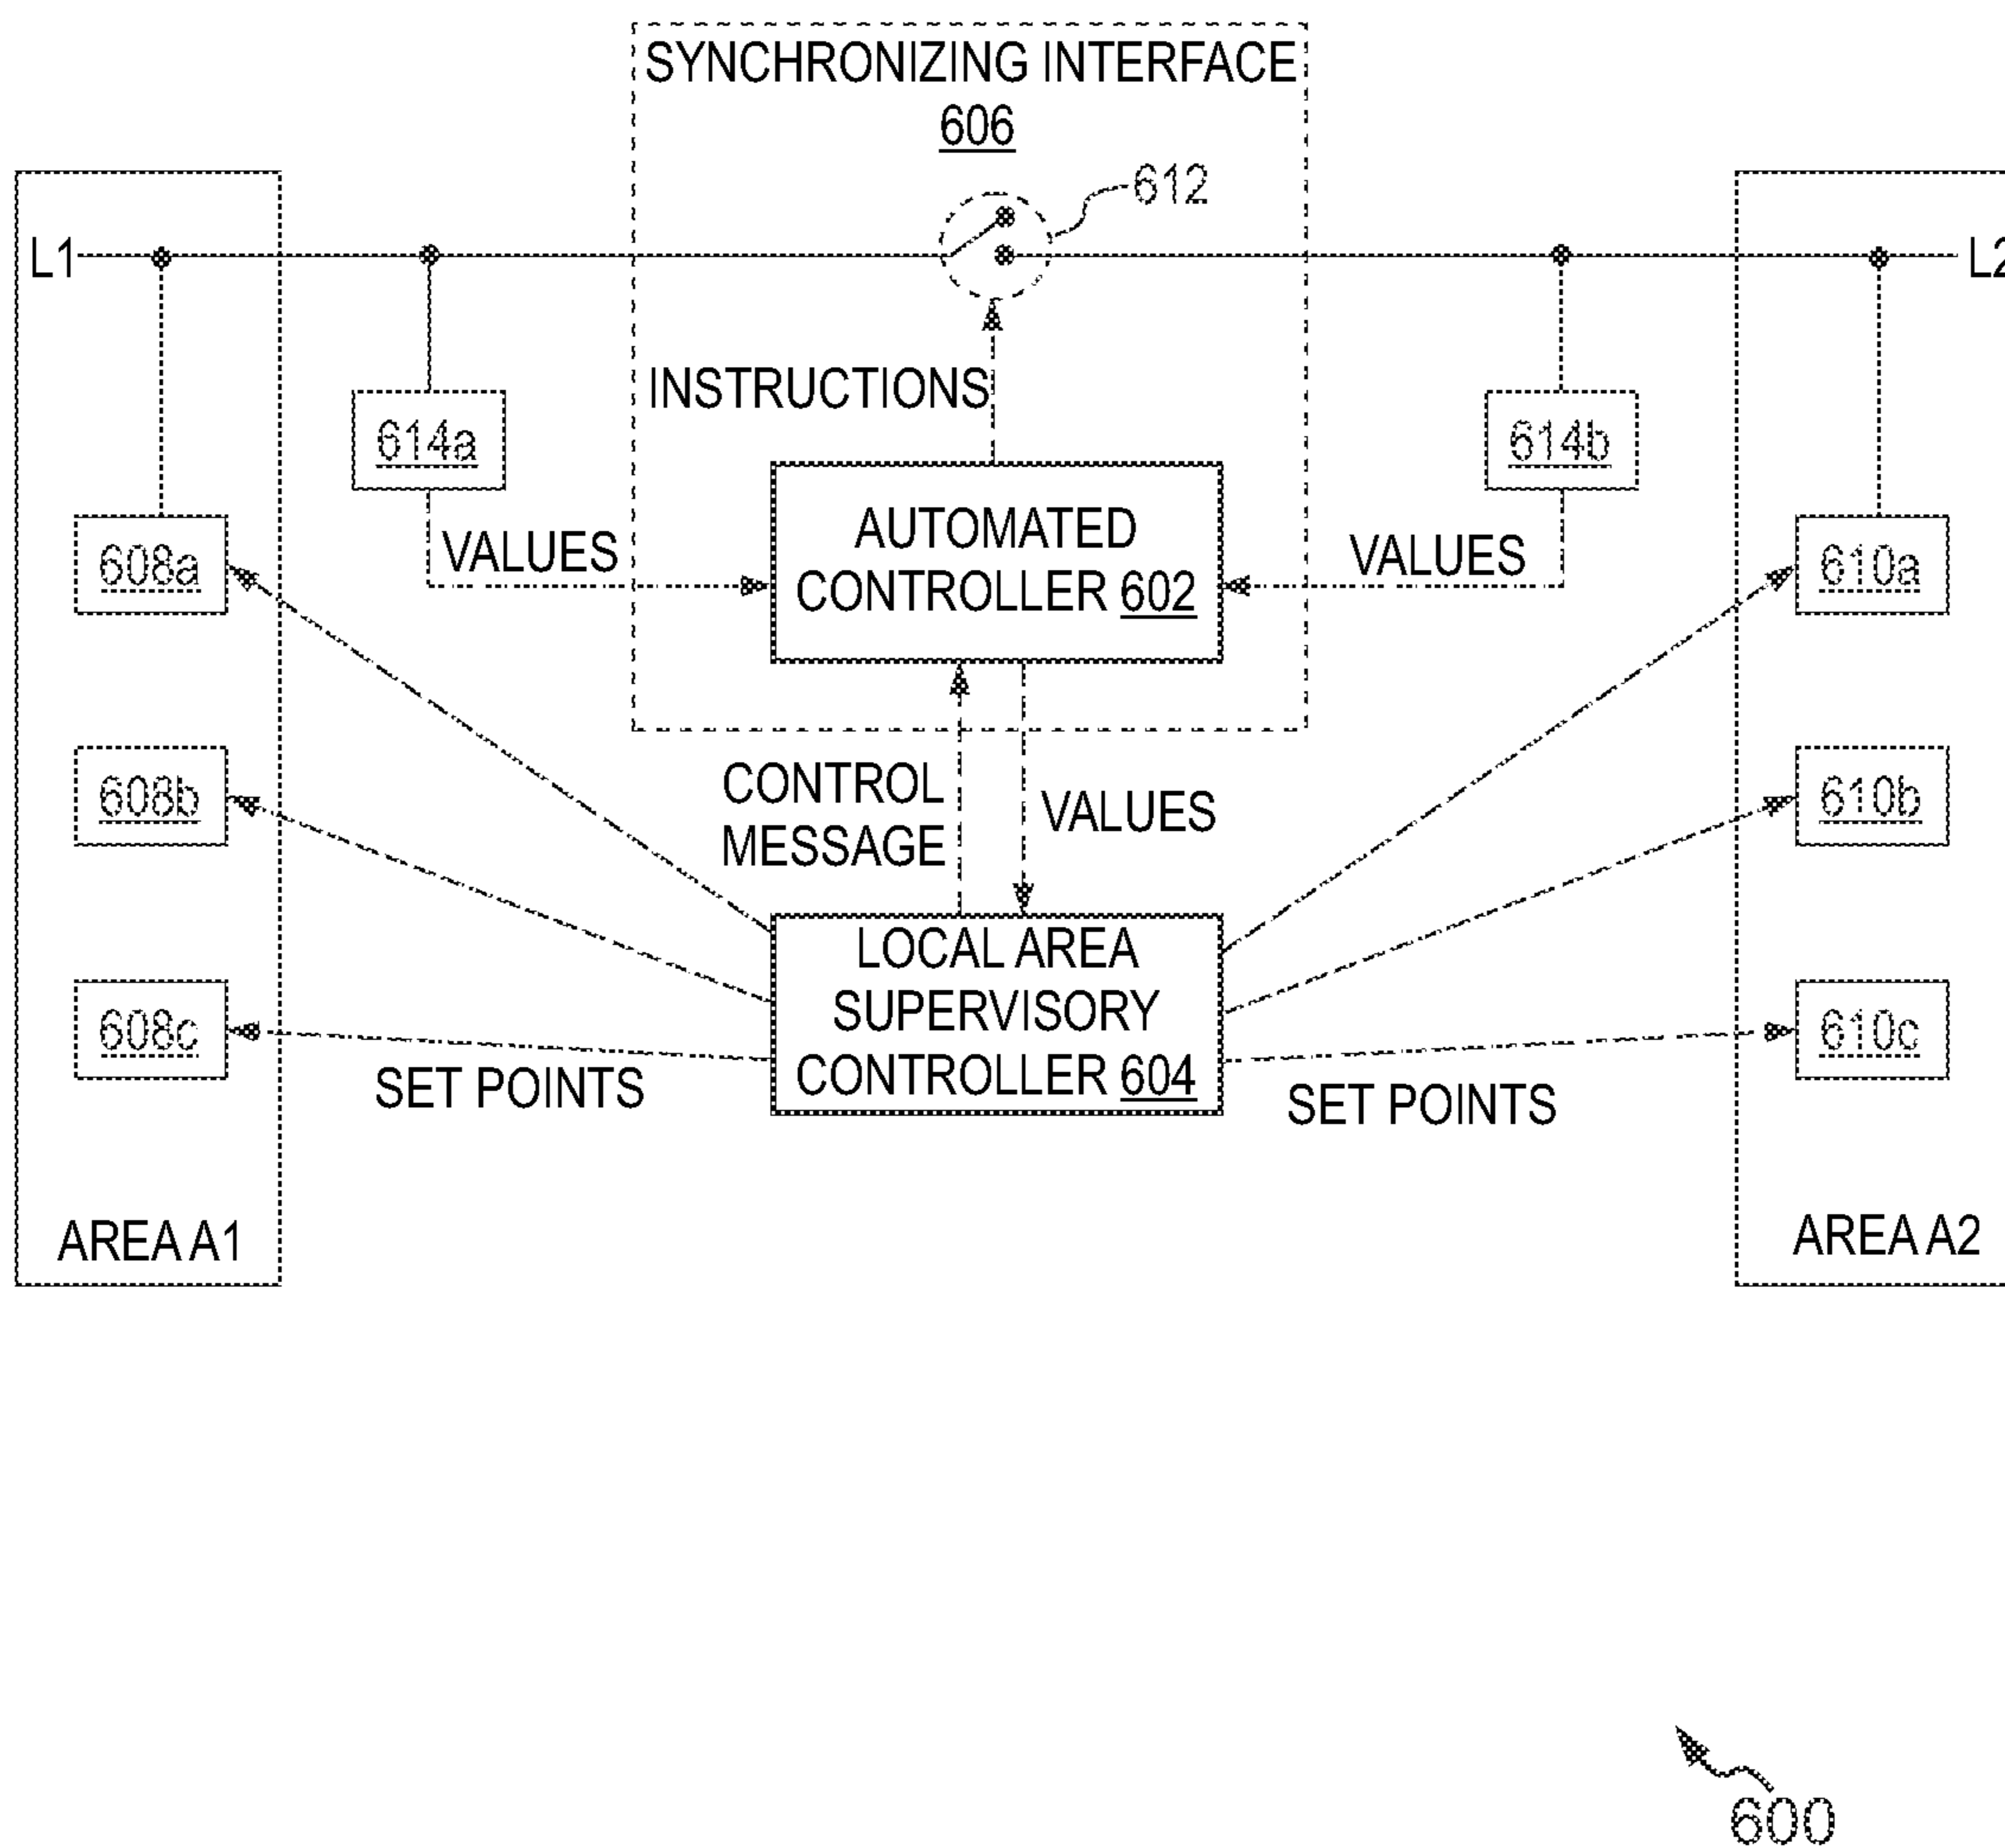 SYNCHRONIZING INTERFACE
606
612
L1
L2
INSTRUCTIONS
614a
614b
AUTOMATED
CONTROLLER 602
VALUES
VALUES
608a
610a
CONTROL
MESSAGE
VALUES
608b
610b
LOCAL AREA
SUPERVISORY
CONTROLLER 604
608c
610c
SET POINTS
SET POINTS
AREA A1
AREA A2
600